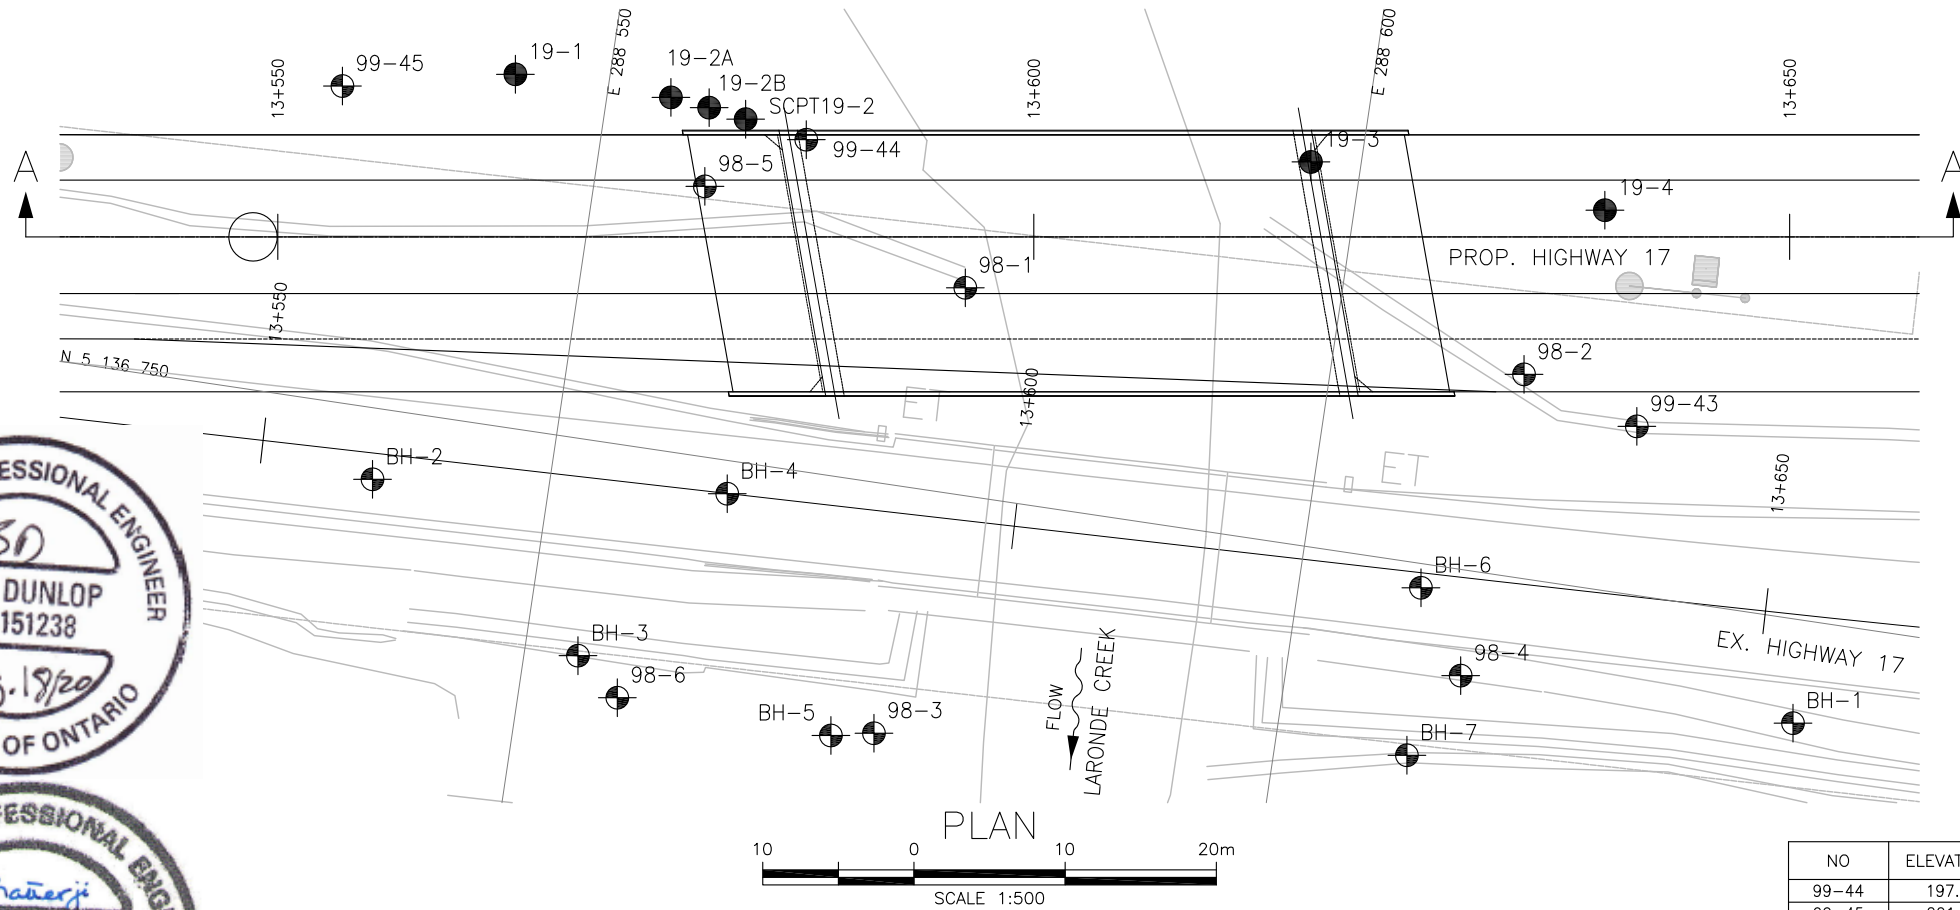 99-45
19-1
E 288 550
19-2A
19-2B
SCPT19-2
99-44
98-5
13+550
13+600
E 288 600
13+650
19-3
19-4
A
A
PROP. HIGHWAY 17
98-1
13+550
N 5 136 750
98-2
99-43
13+600
ET
ET
13+650
BH-2
BH-4
BH-6
EX. HIGHWAY 17
BH-3
98-6
BH-5
98-3
98-4
BH-1
BH-7
FLOW
LARONDE CREEK
ESSIONAL ENGINEER
DUNLOP
151238
18/20
OF ONTARIO
FESSIONAL ENG
PLAN
10 0 10 20m
SCALE 1:500
NO ELEVAT
99-44 197.